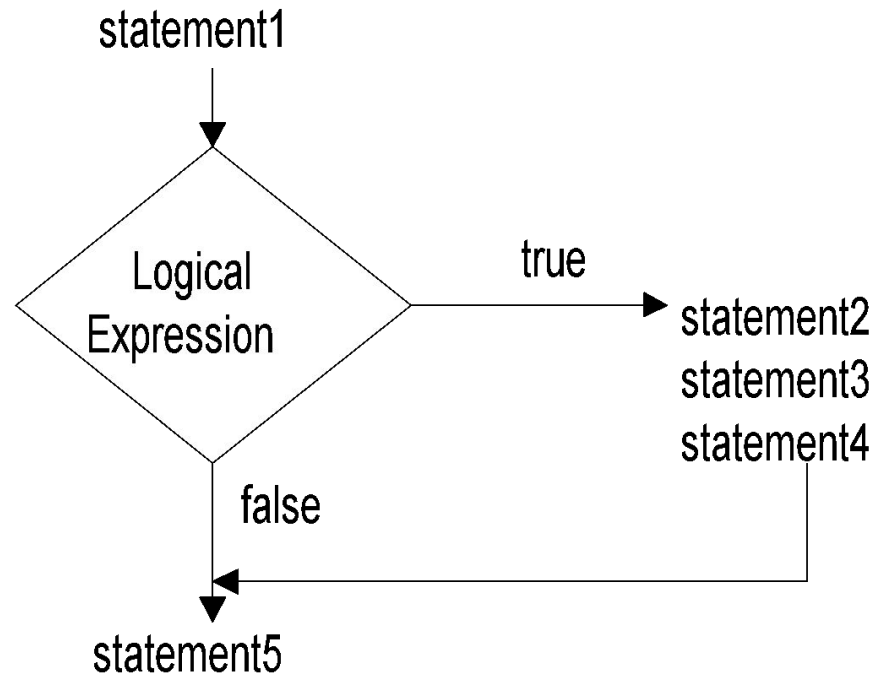 statement1
Logical
Expression
true
statement2
statement3
statement4
false
statement5